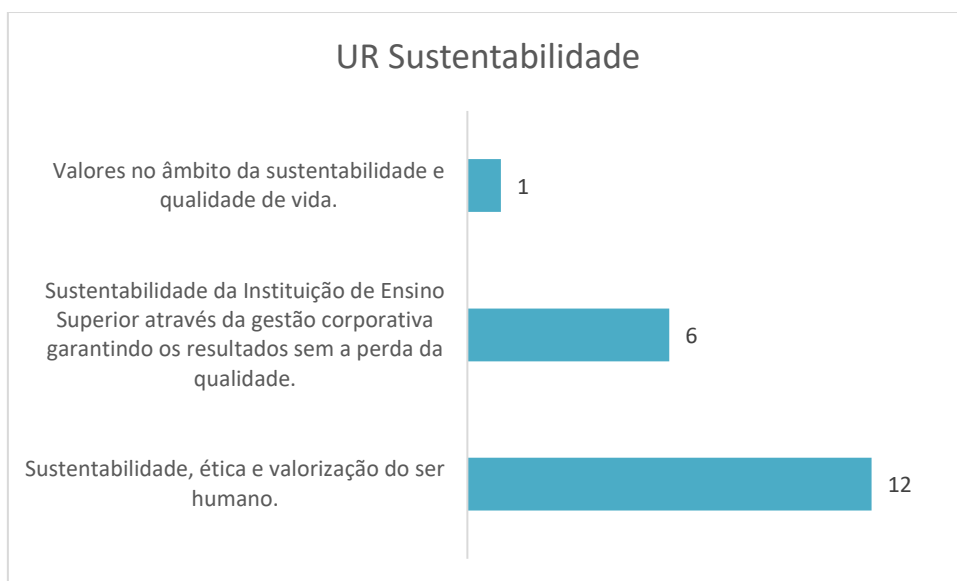 UR Sustentabilidade
Valores no âmbito da sustentabilidade e
qualidade de vida.
1
Sustentabilidade da Instituição de Ensino
Superior através da gestão corporativa
garantindo os resultados sem a perda da
qualidade.
6
Sustentabilidade, ética e valorização do ser
humano.
12